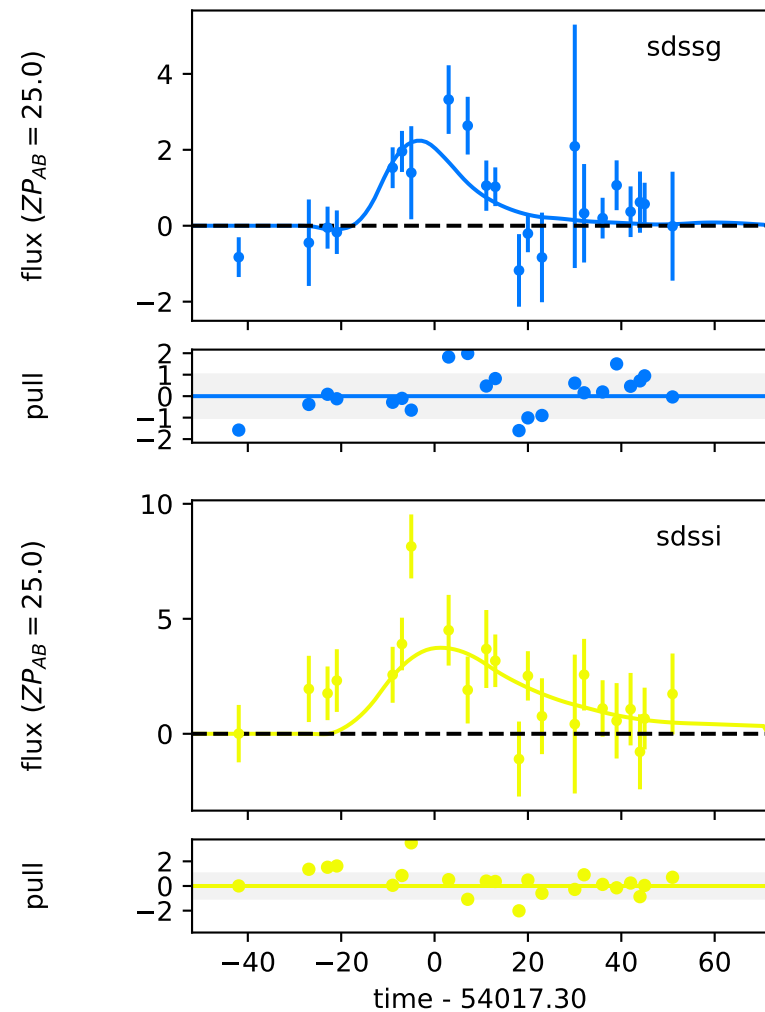 sdssg
flux (ZP_AB = 25.0)
4
2
0
−2
pull
2
1
0
−1
−2
sdssi
flux (ZP_AB = 25.0)
10
5
0
pull
2
0
−2
−40 −20 0 20 40 60
time - 54017.30